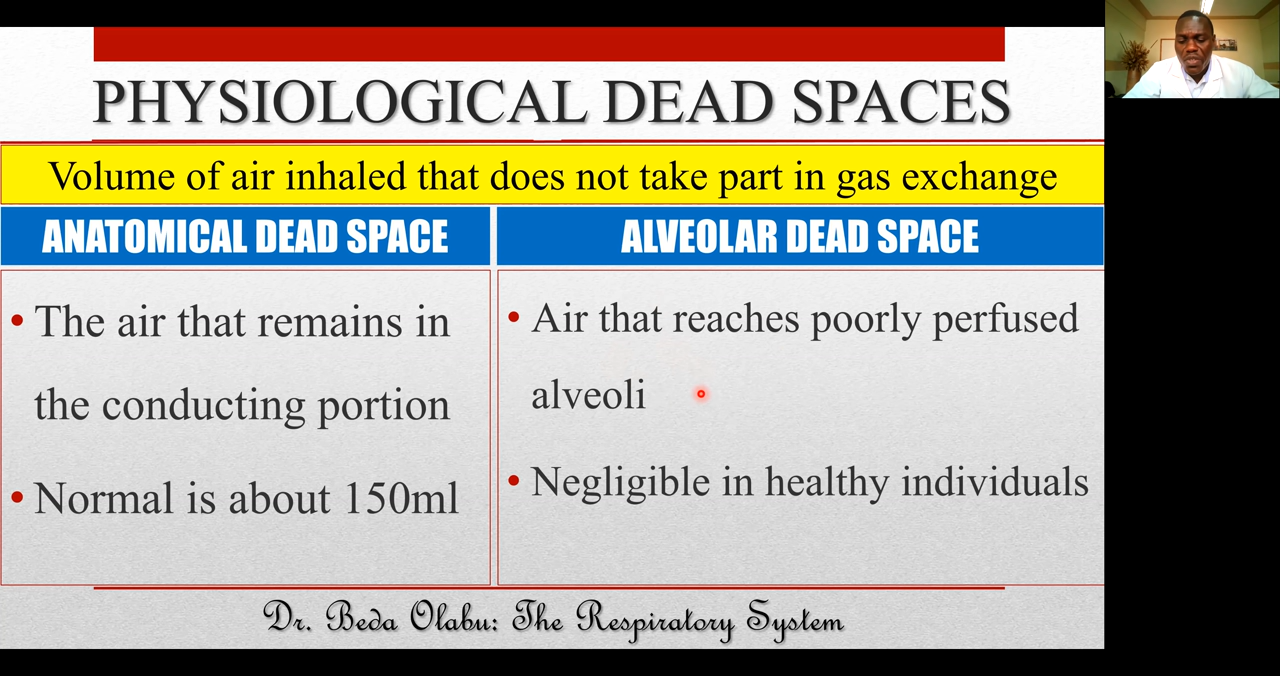 PHYSIOLOGICAL DEAD SPACES
Volume of air inhaled that does not take part in gas exchange
ANATOMICAL DEAD SPACE
• The air that remains in
the conducting portion
• Normal is about 150ml
ALVEOLAR DEAD SPACE
• Air that reaches poorly perfused
alveoli
• Negligible in healthy individuals
Dr. Beda Olabu: The Respiratory System